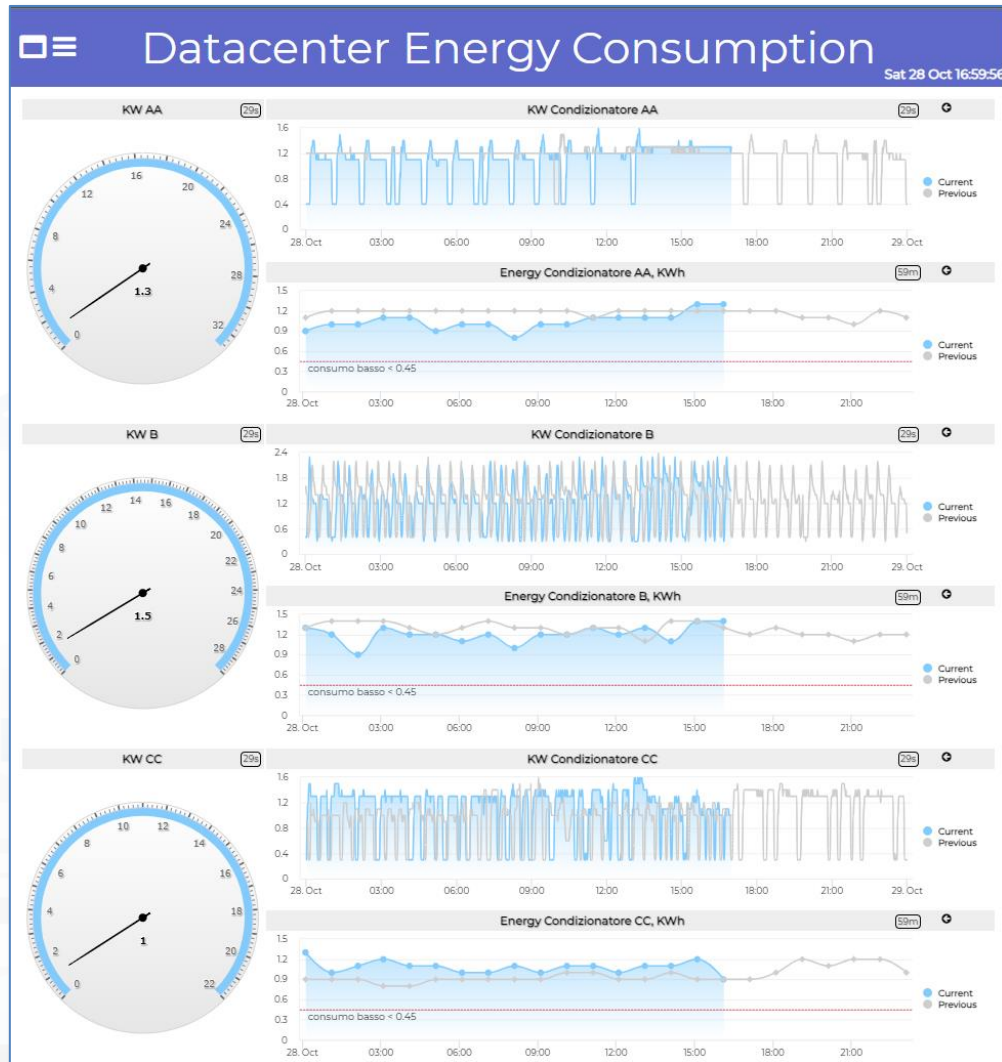 Datacenter Energy Consumption
Sat 28 Oct 16:59:56
KW AA
29s
0
4
8
12
16
20
24
28
32
1.3
KW Condizionatore AA
29s
1.6
1.2
0.8
0.4
0
28. Oct 03:00 06:00 09:00 12:00 15:00 18:00 21:00 29. Oct
Current
Previous
Energy Condizionatore AA, KWh
59m
1.5
1.2
0.9
0.6
0.3
0
consumo basso < 0.45
28. Oct 03:00 06:00 09:00 12:00 15:00 18:00 21:00
Current
Previous
KW B
29s
0
2
4
6
8
10
12
14
16
18
20
22
24
26
28
1.5
KW Condizionatore B
29s
2.4
1.8
1.2
0.6
0
28. Oct 03:00 06:00 09:00 12:00 15:00 18:00 21:00 29. Oct
Current
Previous
Energy Condizionatore B, KWh
59m
1.5
1.2
0.9
0.6
0.3
0
consumo basso < 0.45
28. Oct 03:00 06:00 09:00 12:00 15:00 18:00 21:00
Current
Previous
KW CC
29s
0
2
4
6
8
10
12
14
16
18
20
22
1
KW Condizionatore CC
29s
1.6
1.2
0.8
0.4
0
28. Oct 03:00 06:00 09:00 12:00 15:00 18:00 21:00 29. Oct
Current
Previous
Energy Condizionatore CC, KWh
59m
1.5
1.2
0.9
0.6
0.3
0
consumo basso < 0.45
28. Oct 03:00 06:00 09:00 12:00 15:00 18:00 21:00
Current
Previous